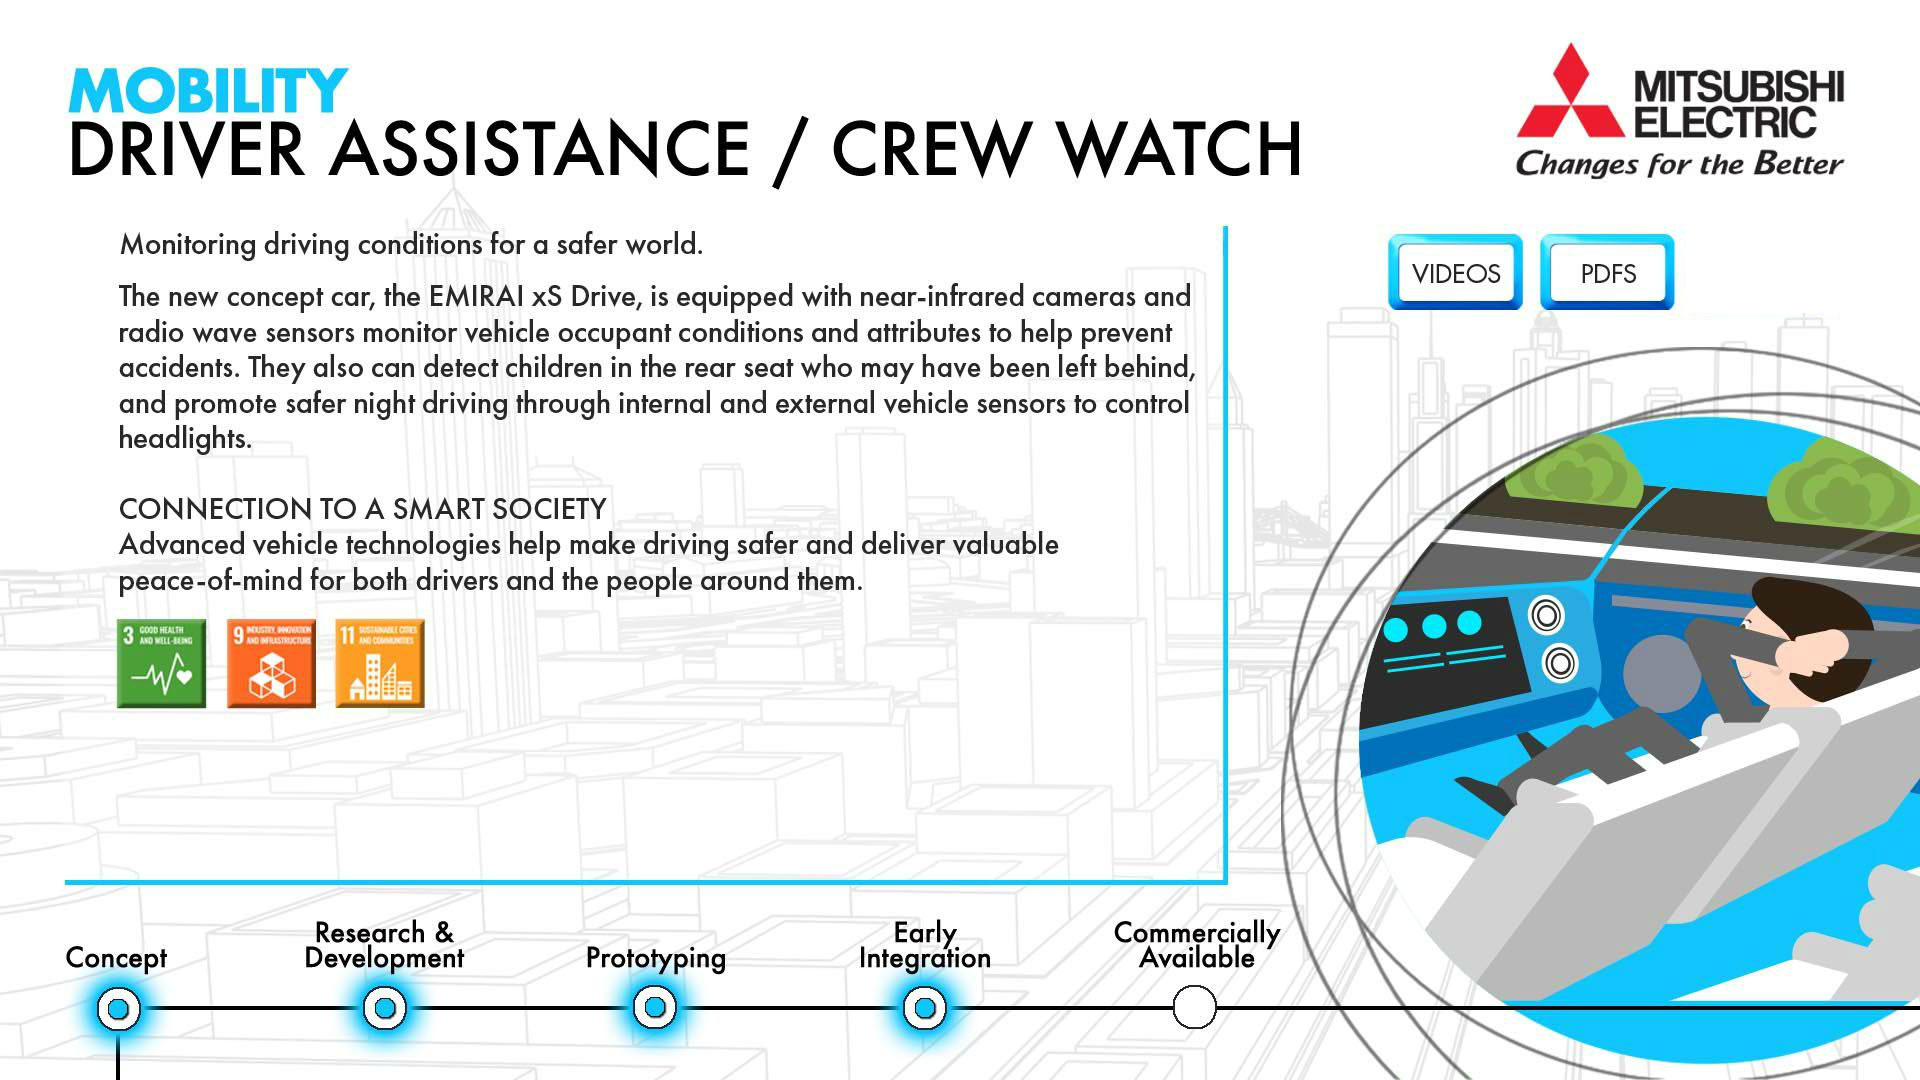 MOBILITY
DRIVER ASSISTANCE / CREW WATCH
MITSUBISHI
ELECTRIC
Changes for the Better
Monitoring driving conditions for a safer world.
The new concept car, the EMIRAI xS Drive, is equipped with near-infrared cameras and
radio wave sensors monitor vehicle occupant conditions and attributes to help prevent
accidents. They also can detect children in the rear seat who may have been left behind,
and promote safer night driving through internal and external vehicle sensors to control
headlights.
VIDEOS
PDFS
CONNECTION TO A SMART SOCIETY
Advanced vehicle technologies help make driving safer and deliver valuable
peace-of-mind for both drivers and the people around them.
3 GOOD HEALTH
AND WELL-BEING
9 INDUSTRY, INNOVATION
AND INFRASTRUCTURE
11 SUSTAINABLE CITIES
AND COMMUNITIES
Concept
Research &
Development
Prototyping
Early
Integration
Commercially
Available